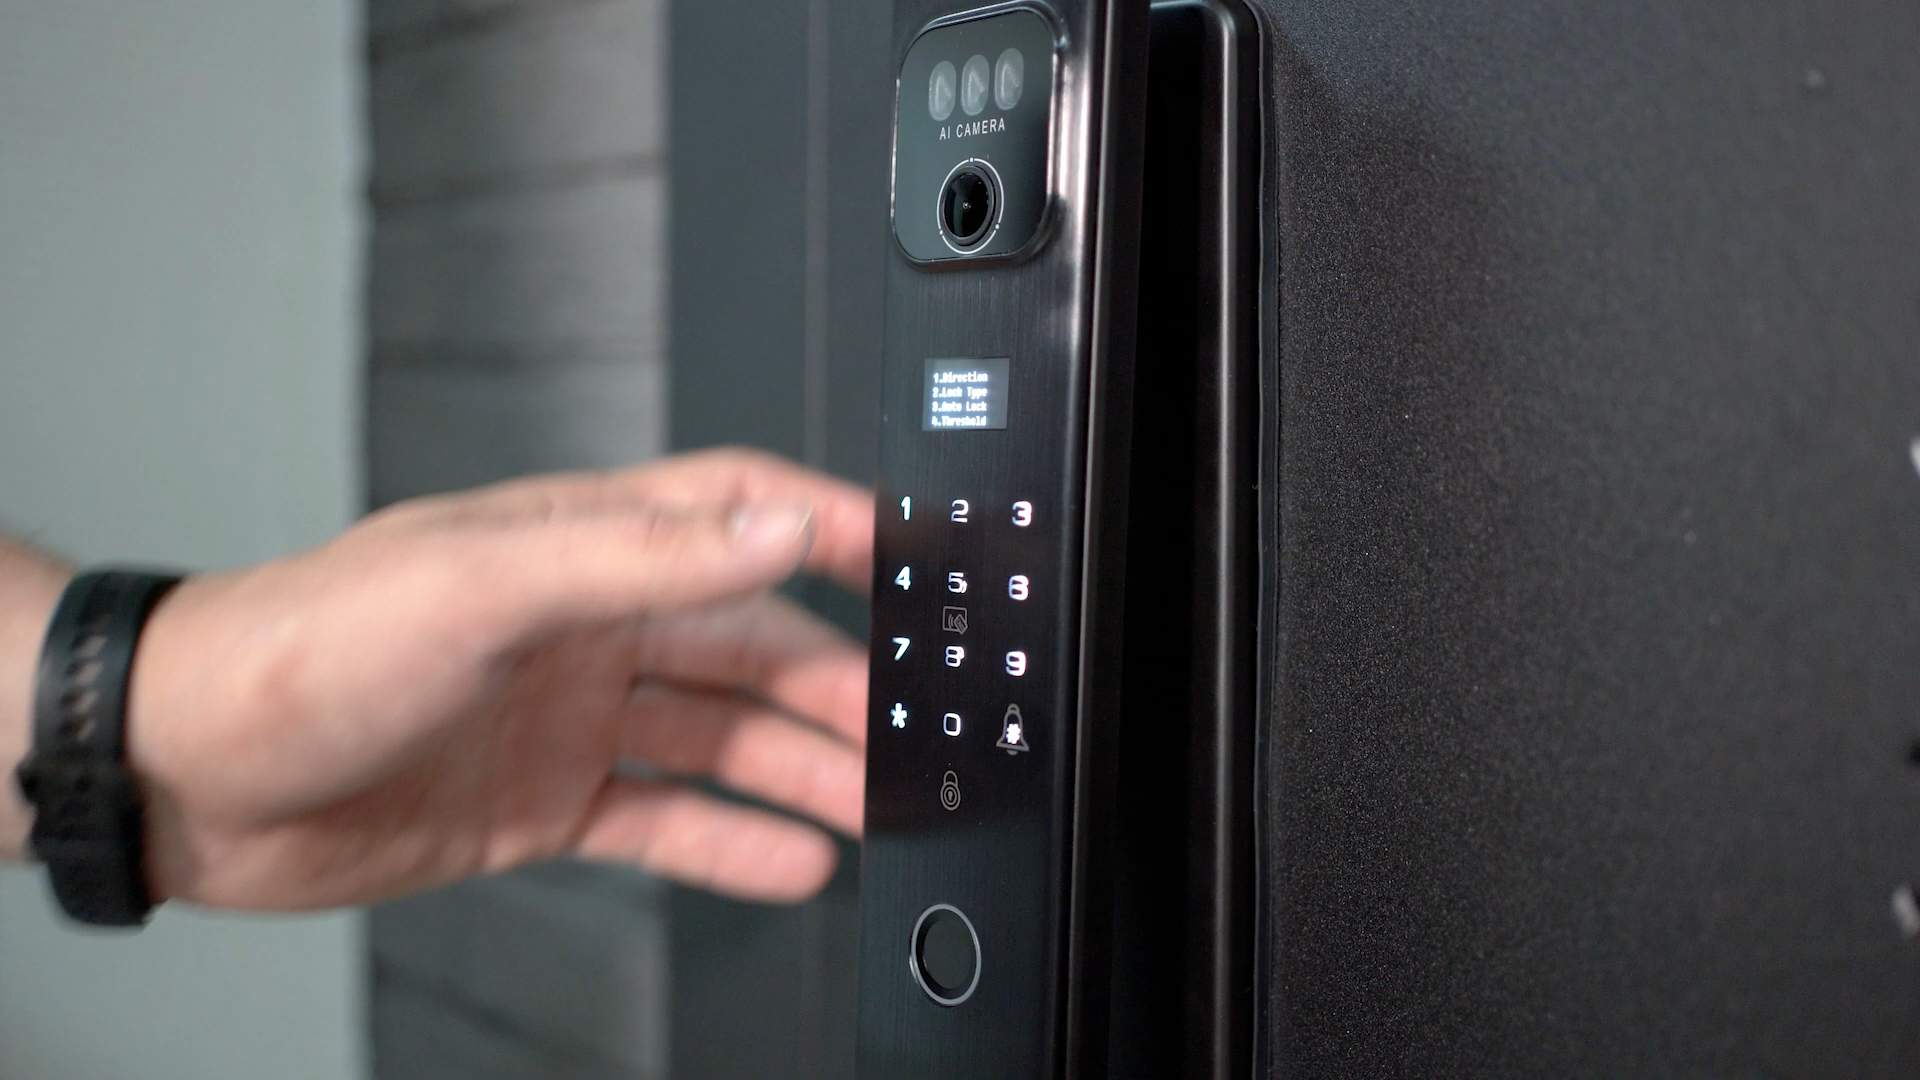 AI CAMERA
1.Direction
2.Lock Type
3.Auto Lock
4.Threshold
1 2 3
4 5 6
7 8 9
* 0 #